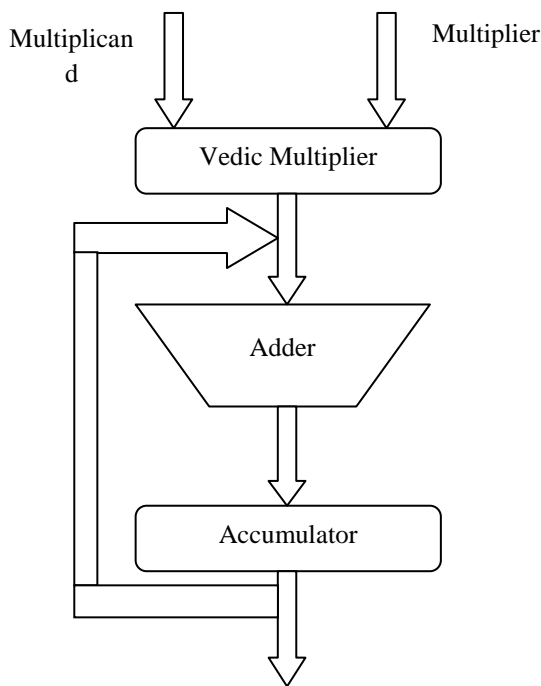 Multiplican
d
Multiplier
Vedic Multiplier
Adder
Accumulator